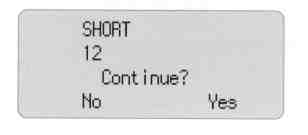 SHORT
12
Continue?
No Yes